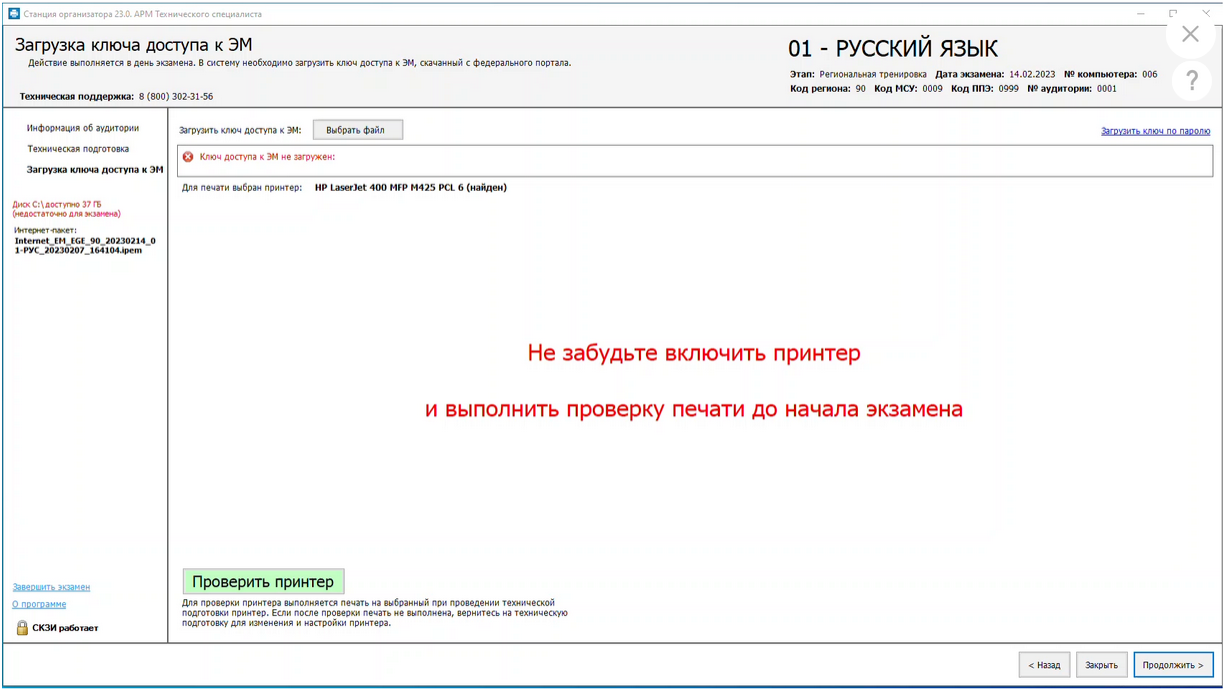 Станция организатора 23.0. АРМ Технического специалиста
Загрузка ключа доступа к ЭМ
Действие выполняется в день экзамена. В систему необходимо загрузить ключ доступа к ЭМ, скачанный с федерального портала.
Техническая поддержка: 8 (800) 302-31-56
01 - РУССКИЙ ЯЗЫК
Этап: Региональная тренировка Дата экзамена: 14.02.2023 № компьютера: 006
Код региона: 90 Код МСУ: 0009 Код ППЭ: 0999 № аудитории: 0001
?
Информация об аудитории
Техническая подготовка
Загрузка ключа доступа к ЭМ
Диск C:\ доступно 37 ГБ
(недостаточно для экзамена)
Интернет-пакет:
Internet_EM_EGE_90_20230214_0
1-РУС_20230207_164104.ipem
Загрузить ключ доступа к ЭМ: Выбрать файл
Загрузить ключ по паролю
Ключ доступа к ЭМ не загружен:
Для печати выбран принтер: HP LaserJet 400 MFP M425 PCL 6 (найден)
Не забудьте включить принтер
и выполнить проверку печати до начала экзамена
Проверить принтер
Для проверки принтера выполняется печать на выбранный при проведении технической
подготовки принтер. Если после проверки печать не выполнена, вернитесь на техническую
подготовку для изменения и настройки принтера.
Завершить экзамен
О программе
СКЗИ работает
< Назад
Закрыть
Продолжить >